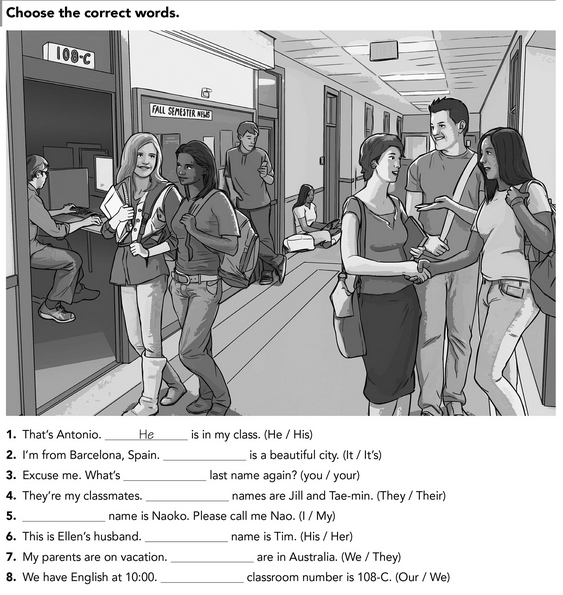 Choose the correct words.
108-C
FALL SEMESTER NEWS
1. That's Antonio. He is in my class. (He / His)
2. I'm from Barcelona, Spain. ____________ is a beautiful city. (It / It's)
3. Excuse me. What's ____________ last name again? (you / your)
4. They're my classmates. ____________ names are Jill and Tae-min. (They / Their)
5. ____________ name is Naoko. Please call me Nao. (I / My)
6. This is Ellen's husband. ____________ name is Tim. (His / Her)
7. My parents are on vacation. ____________ are in Australia. (We / They)
8. We have English at 10:00. ____________ classroom number is 108-C. (Our / We)